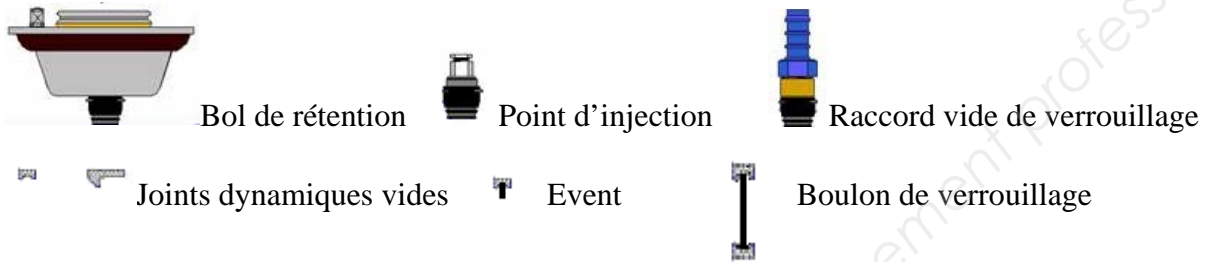 Bol de rétention Point d'injection Raccord vide de verrouillage
Joints dynamiques vides Event Boulon de verrouillage